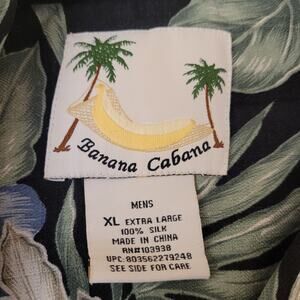 Banana Cabana
MENS
XL EXTRA LARGE
100% SILK
MADE IN CHINA
RN#103938
UPC: 803562279248
SEE SIDE FOR CARE